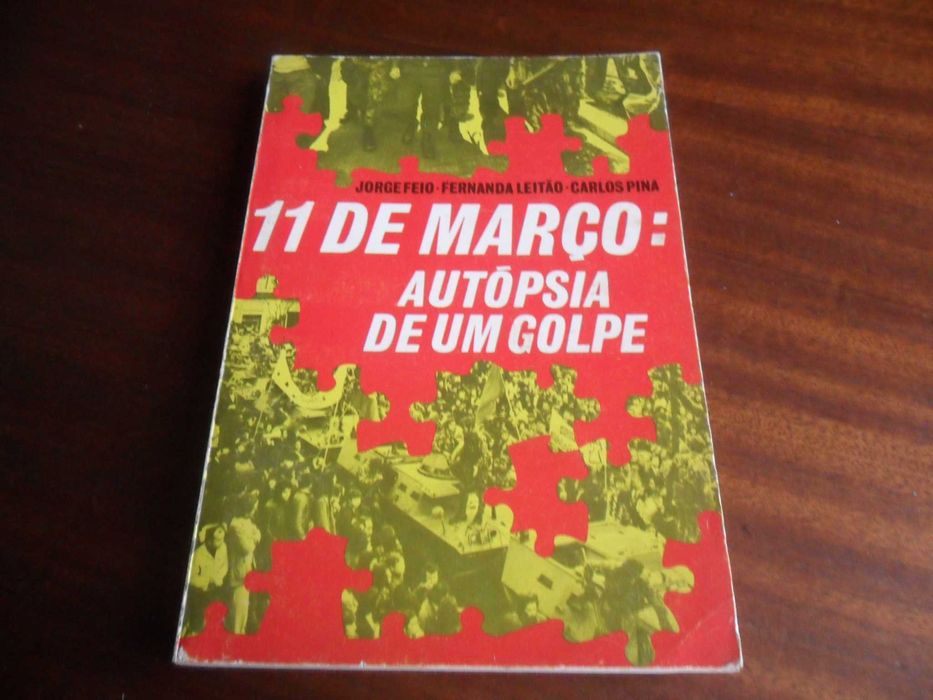 JORGE FEIO · FERNANDA LEITÃO · CARLOS PINA
11 DE MARÇO:
AUTÓPSIA
DE UM GOLPE